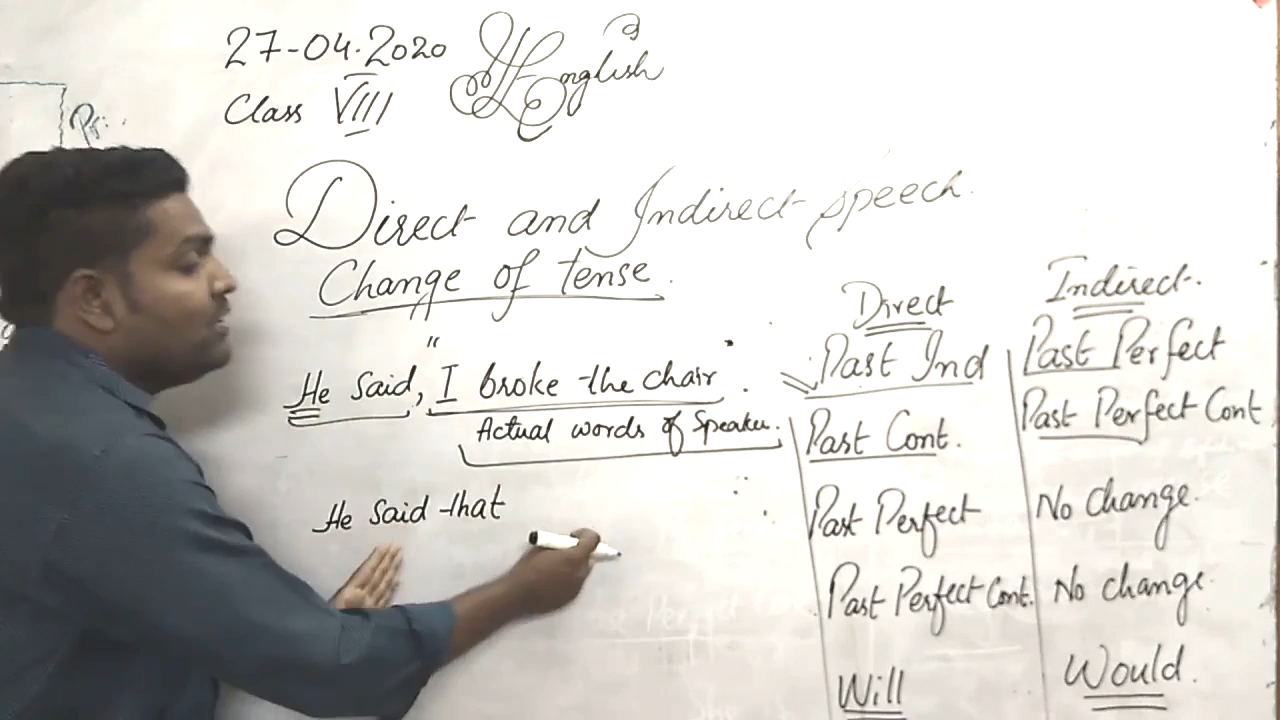 27-04-2020
Class VIII
English
Pr.
Direct and Indirect speech.
Change of tense.
He Said, "I broke the chair".
Actual words of Speaker.
He Said that
Direct Indirect.
Past Ind Past Perfect
Past Cont. Past Perfect Cont
Past Perfect No change.
Past Perfect Cont. No change.
Will Would.